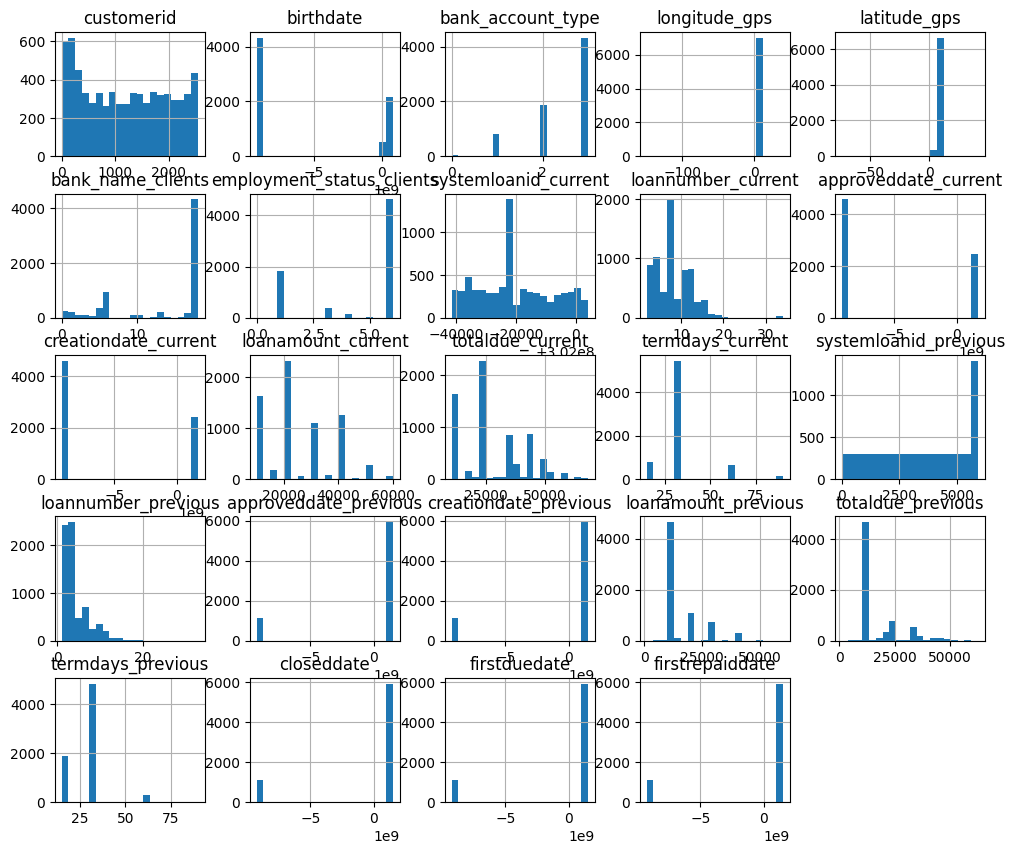 customerid birthdate bank_account_type longitude_gps latitude_gps
600 400 200 0 4000 2000 0 4000 3000 2000 1000 0 6000 4000 2000 0 6000 4000 2000 0
0 1000 2000 −5 0 1e9 0 2 −100 0 −50 0
bank_name_clients employment_status_clients systemloanid_current loannumber_current approveddate_current
4000 2000 0 4000 2000 0 1000 500 0 2000 1000 0 4000 2000 0
0 10 0.0 2.5 5.0 −40000 −20000 0 +3.02e8 10 20 30 −5 0 1e9
creationdate_current loanamount_current totaldue_current termdays_current systemloanid_previous
4000 2000 0 2000 1000 0 2000 1000 0 4000 2000 0 1000 500 0
−5 0 1e9 20000 40000 60000 25000 50000 25 50 75 0 2500 5000
loannumber_previous approveddate_previous creationdate_previous loanamount_previous totaldue_previous
2000 1000 0 6000 4000 2000 0 6000 4000 2000 0 4000 2000 0 4000 2000 0
0 20 −5 0 1e9 −5 0 1e9 0 25000 50000 0 25000 50000
termdays_previous closeddate firstduedate firstrepaiddate
4000 2000 0 6000 4000 2000 0 6000 4000 2000 0 6000 4000 2000 0
25 50 75 −5 0 1e9 −5 0 1e9 −5 0 1e9